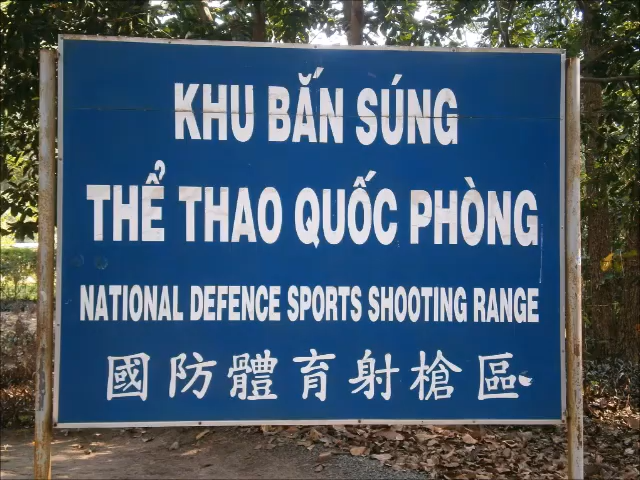 KHU BẮN SÚNG
THỂ THAO QUỐC PHÒNG
NATIONAL DEFENCE SPORTS SHOOTING RANGE
國防體育射槍區